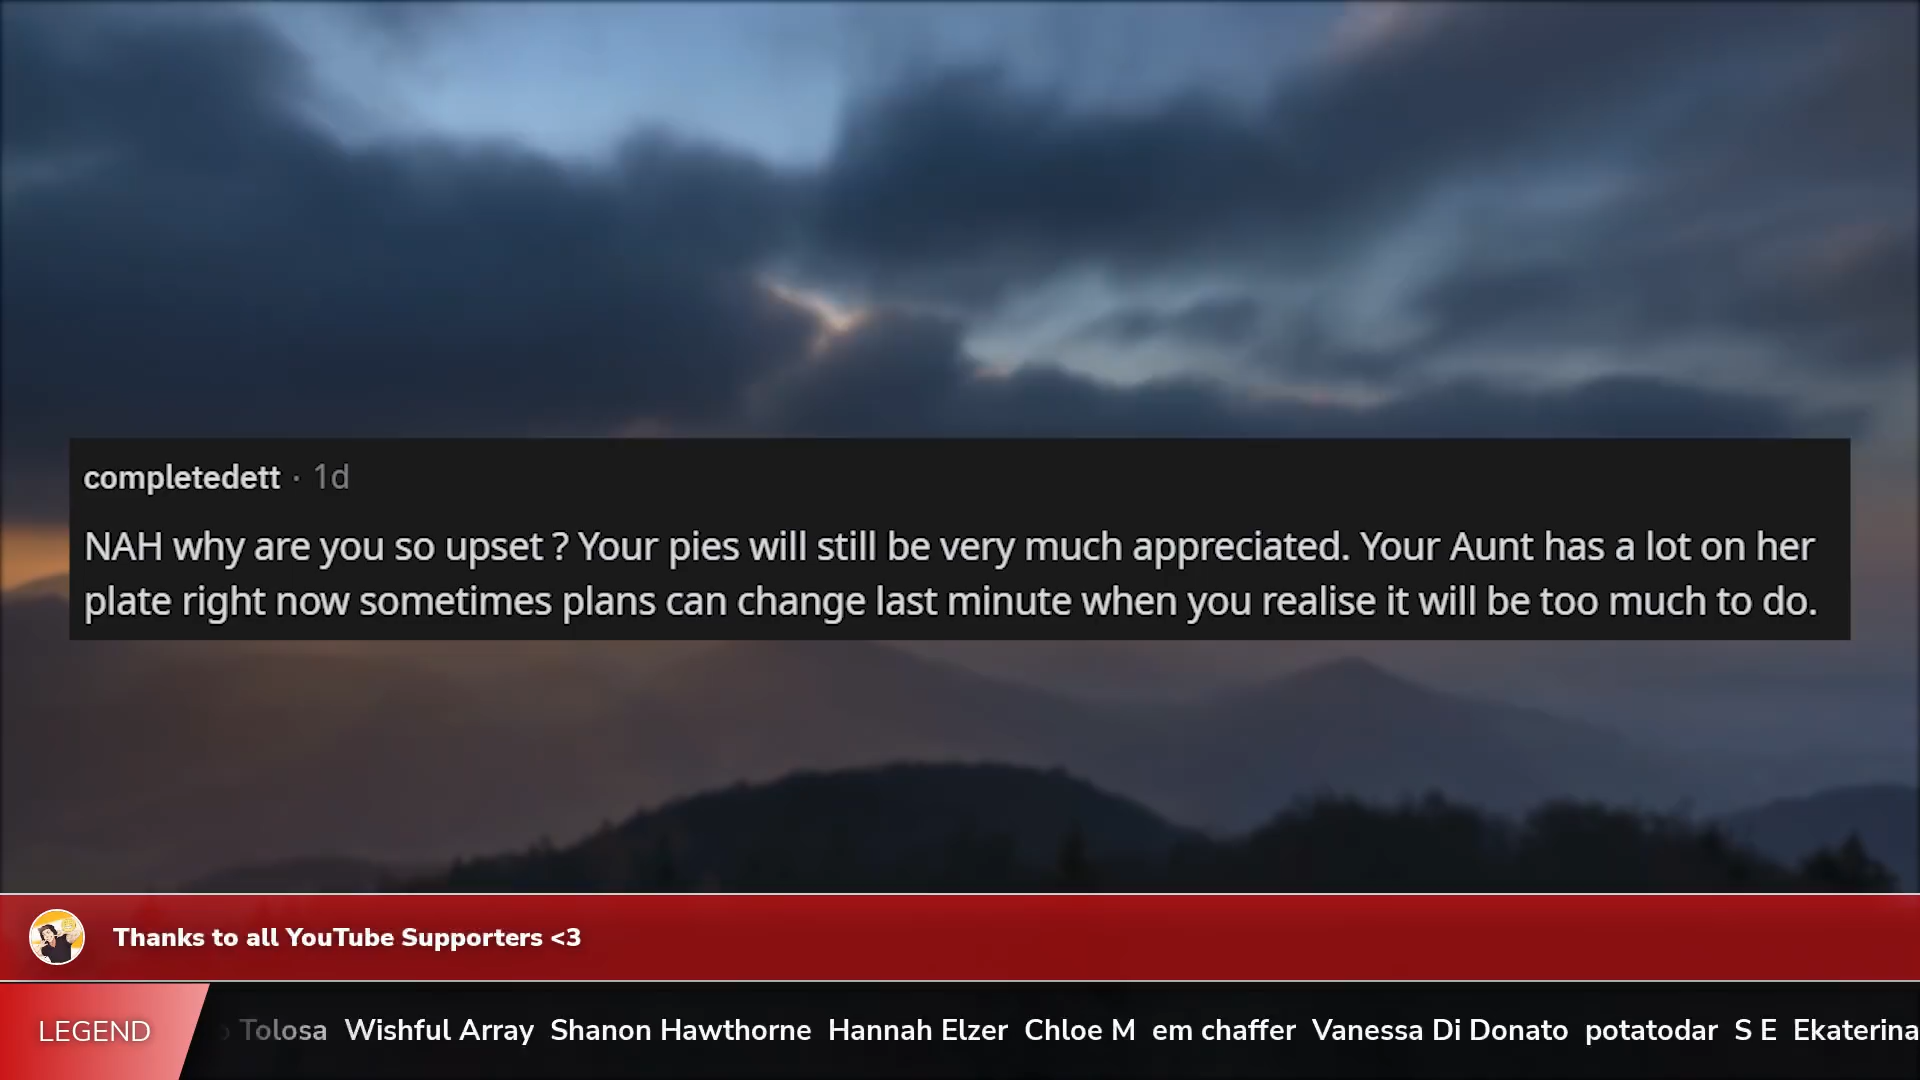 completedett · 1d
NAH why are you so upset ? Your pies will still be very much appreciated. Your Aunt has a lot on her
plate right now sometimes plans can change last minute when you realise it will be too much to do.
Thanks to all YouTube Supporters <3
LEGEND Tolosa Wishful Array Shanon Hawthorne Hannah Elzer Chloe M em chaffer Vanessa Di Donato potatodar S E Ekaterina